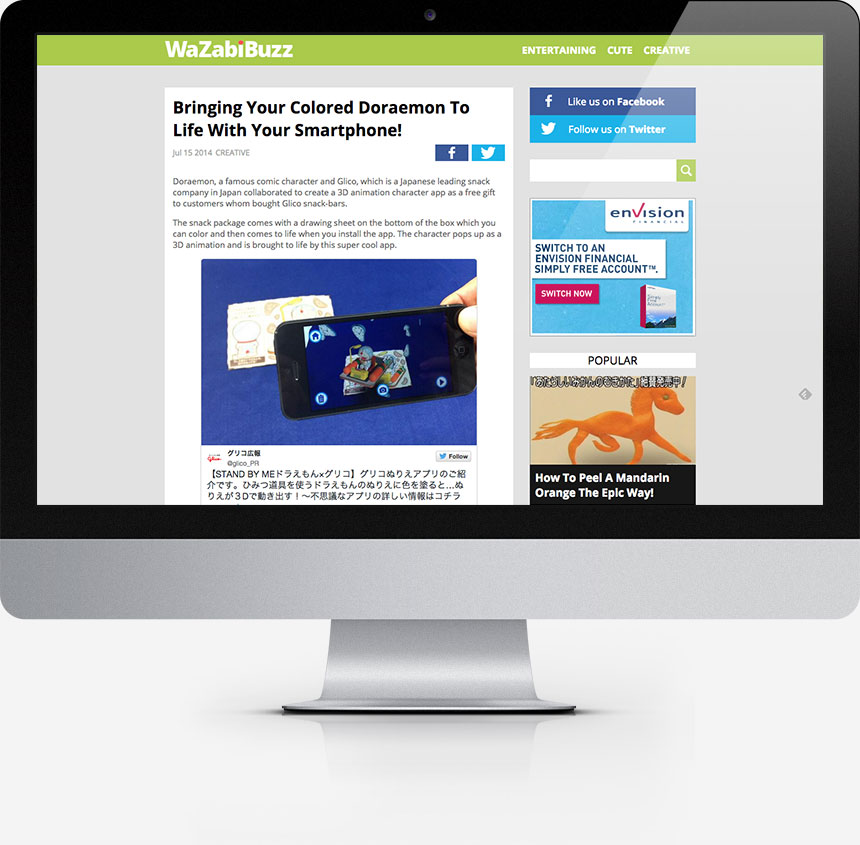 WaZabiBuzz
ENTERTAINING CUTE CREATIVE
Bringing Your Colored Doraemon To
Life With Your Smartphone!
Jul 15 2014 CREATIVE
Doraemon, a famous comic character and Glico, which is a Japanese leading snack
company in Japan collaborated to create a 3D animation character app as a free gift
to customers whom bought Glico snack-bars.
The snack package comes with a drawing sheet on the bottom of the box which you
can color and then comes to life when you install the app. The character pops up as a
3D animation and is brought to life by this super cool app.
Glico
グリコ広報
@glico_PR
Follow
【STAND BY MEドラえもん×グリコ】グリコぬりえアプリのご紹
介です。ひみつ道具を使うドラえもんのぬりえに色を塗ると…ぬ
りえが３Ｄで動き出す！～不思議なアプリの詳しい情報はコチラ
Like us on Facebook
Follow us on Twitter
envision
FINANCIAL
SWITCH TO AN
ENVISION FINANCIAL
SIMPLY FREE ACCOUNT™.
SWITCH NOW
POPULAR
「あたらしいみかんのむきかた」絶賛発売中！
How To Peel A Mandarin
Orange The Epic Way!